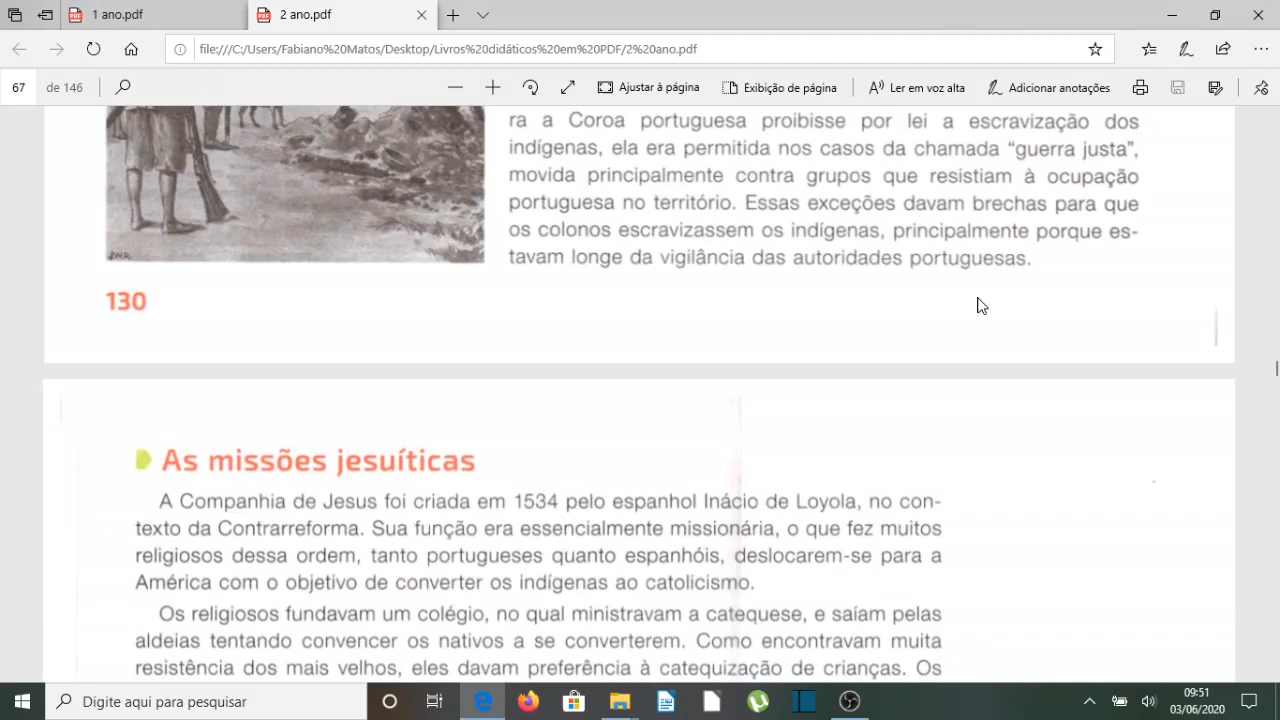 1 ano.pdf
2 ano.pdf
file:///C:/Users/Fabiano%20Matos/Desktop/Livros%20didáticos%20em%20PDF/2%20ano.pdf
67 de 146
Ajustar à página
Exibição de página
Ler em voz alta
Adicionar anotações
ra a Coroa portuguesa proibisse por lei a escravização dos
indígenas, ela era permitida nos casos da chamada “guerra justa”,
movida principalmente contra grupos que resistiam à ocupação
portuguesa no território. Essas exceções davam brechas para que
os colonos escravizassem os indígenas, principalmente porque es-
tavam longe da vigilância das autoridades portuguesas.
130
As missões jesuíticas
A Companhia de Jesus foi criada em 1534 pelo espanhol Inácio de Loyola, no con-
texto da Contrarreforma. Sua função era essencialmente missionária, o que fez muitos
religiosos dessa ordem, tanto portugueses quanto espanhóis, deslocarem-se para a
América com o objetivo de converter os indígenas ao catolicismo.
Os religiosos fundavam um colégio, no qual ministravam a catequese, e saíam pelas
aldeias tentando convencer os nativos a se converterem. Como encontravam muita
resistência dos mais velhos, eles davam preferência à catequização de crianças. Os
Digite aqui para pesquisar
09:51
03/06/2020